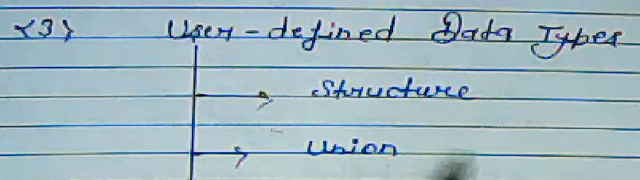 <3> User-defined Data Types
Structure
Union